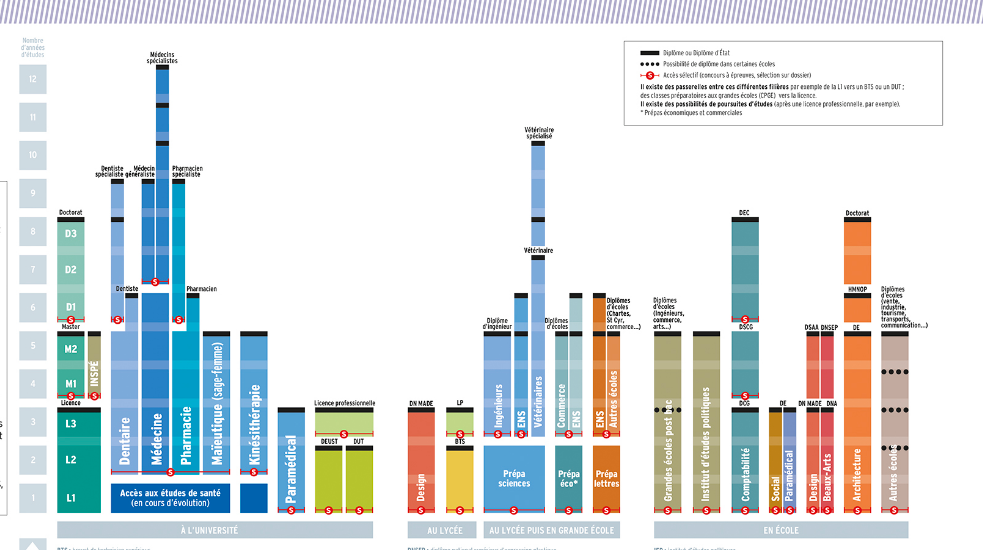 Nombre
d'années
d'études
12
11
10
9
8
7
6
5
4
3
2
1
Diplôme ou Diplôme d'État
Possibilité de diplôme dans certaines écoles
S Accès sélectif (concours à épreuves, sélection sur dossier)
Il existe des passerelles entre ces différentes filières par exemple de la L1 vers un BTS ou un DUT ;
des classes préparatoires aux grandes écoles (CPGE) vers la licence.
Il existe des possibilités de poursuites d'études (après une licence professionnelle, par exemple).
* Prépas économiques et commerciales
Doctorat
D3
D2
D1
S
Master
M2
M1
S
Licence
L3
L2
L1
INSPÉ
S
Dentiste
spécialiste
S
Dentiste
Dentaire
Médecin
généraliste
Médecins
spécialistes
S
Médecine
Pharmacien
spécialiste
S
Pharmacien
Pharmacie
Maïeutique (sage-femme)
S
Accès aux études de santé
(en cours d'évolution)
Kinésithérapie
S
Paramédical
S
Licence professionnelle
S
DEUST
S
DUT
S
À L'UNIVERSITÉ
DN MADE
Design
S
LP
S
BTS
S
AU LYCÉE
Diplôme
d'ingénieur
Ingénieurs
S
ENS
S
Vétérinaire
spécialisé
Vétérinaire
Vétérinaires
Prépa
sciences
S
Diplômes
d'écoles
Commerce
ENS
S
Prépa
éco*
S
Diplômes
d'écoles
(Chartes,
St Cyr,
commerce...)
ENS
Autres écoles
S
Prépa
lettres
S
AU LYCÉE PUIS EN GRANDE ÉCOLE
Diplômes
d'écoles
(Ingénieurs,
commerce,
arts...)
Grandes écoles post bac
S
Institut d'études politiques
S
DEC
S
DSCG
S
DCG
Comptabilité
S
DE
Social
S
Paramédical
S
DSAA
DNSEP
DN MADE
DNA
Design
S
Beaux-Arts
S
Doctorat
HMNOP
DE
Architecture
S
Diplômes
d'écoles
(vente,
industrie,
tourisme,
transports,
communication...)
Autres écoles
S
EN ÉCOLE